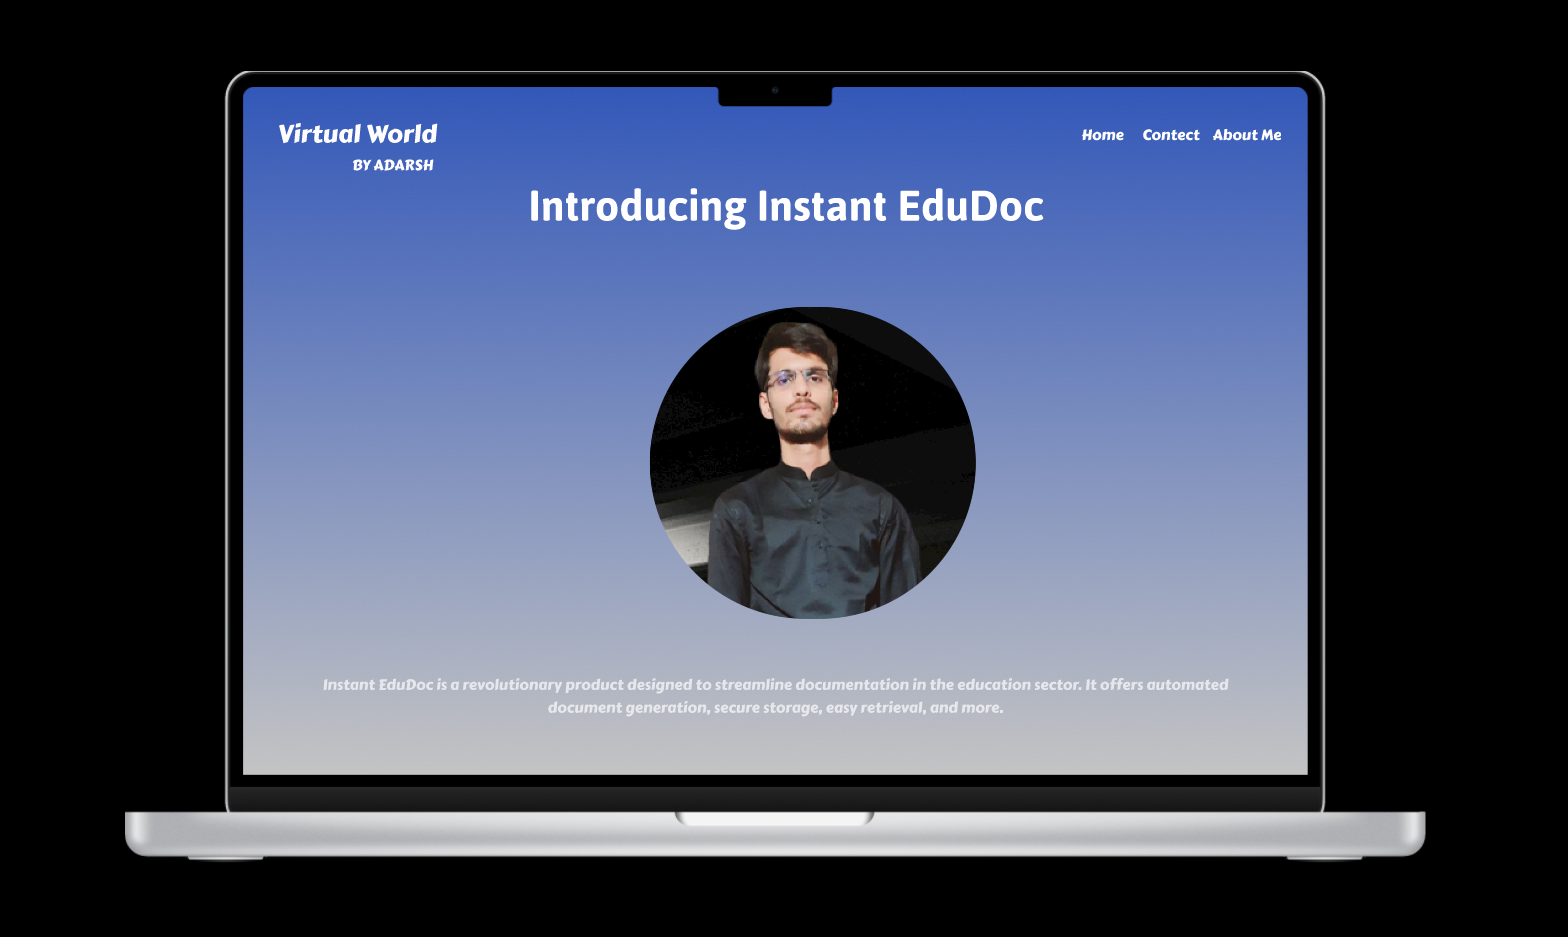 Virtual World
BY ADARSH
Home Contect About Me
Introducing Instant EduDoc
Instant EduDoc is a revolutionary product designed to streamline documentation in the education sector. It offers automated
document generation, secure storage, easy retrieval, and more.